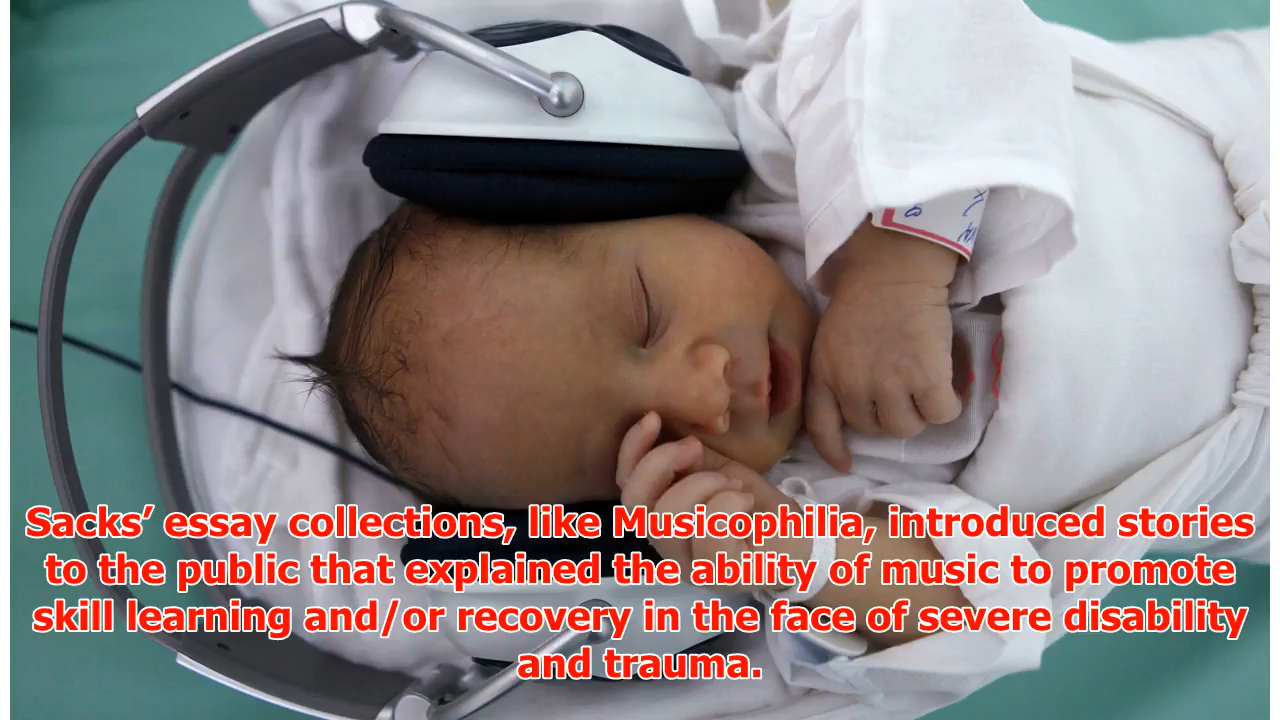 Sacks’ essay collections, like Musicophilia, introduced stories
to the public that explained the ability of music to promote
skill learning and/or recovery in the face of severe disability
and trauma.